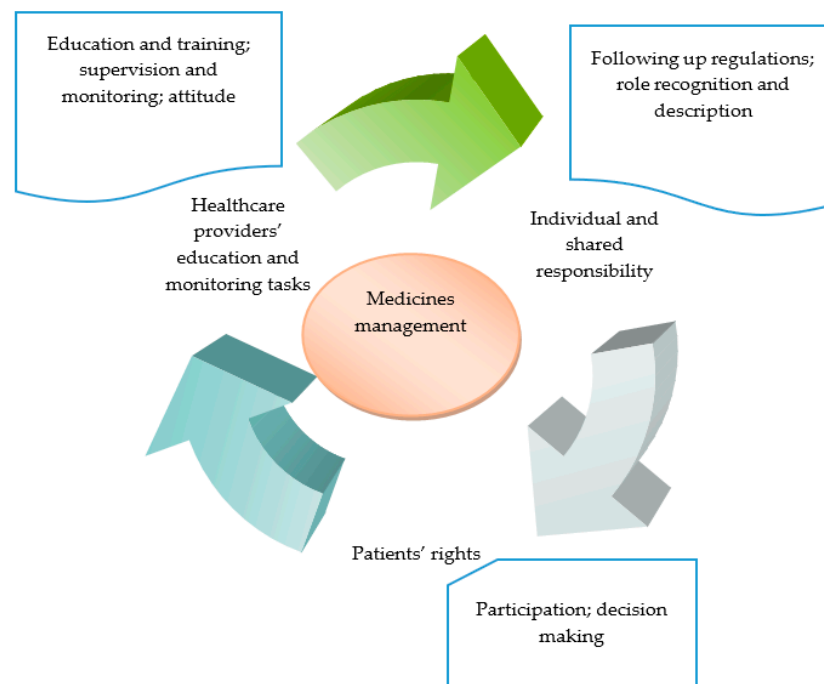 Education and training;
supervision and
monitoring; attitude
Following up regulations;
role recognition and
description
Healthcare
providers’
education and
monitoring tasks
Individual and
shared
responsibility
Medicines
management
Patients’ rights
Participation; decision
making